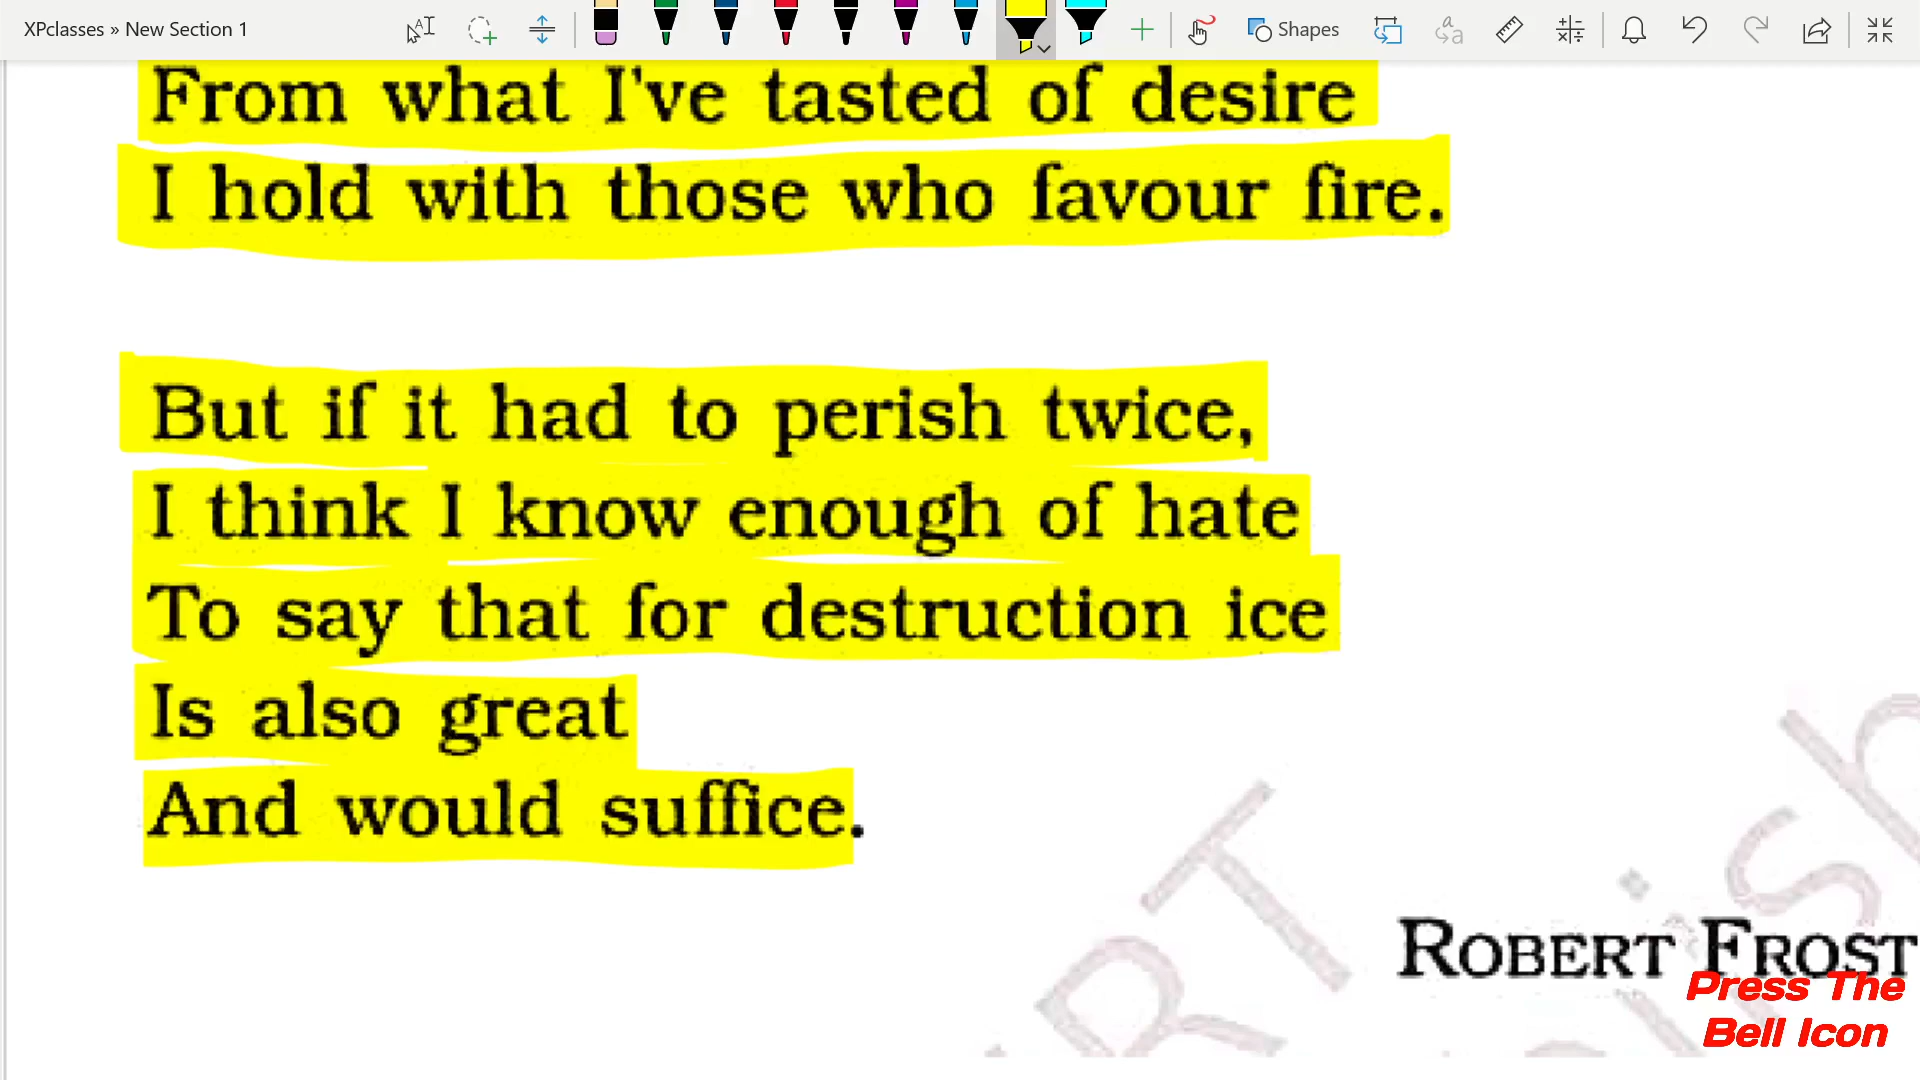 XPclasses » New Section 1
Shapes
From what I've tasted of desire
I hold with those who favour fire.
But if it had to perish twice,
I think I know enough of hate
To say that for destruction ice
Is also great
And would suffice.
ROBERT FROST
Press The
Bell Icon